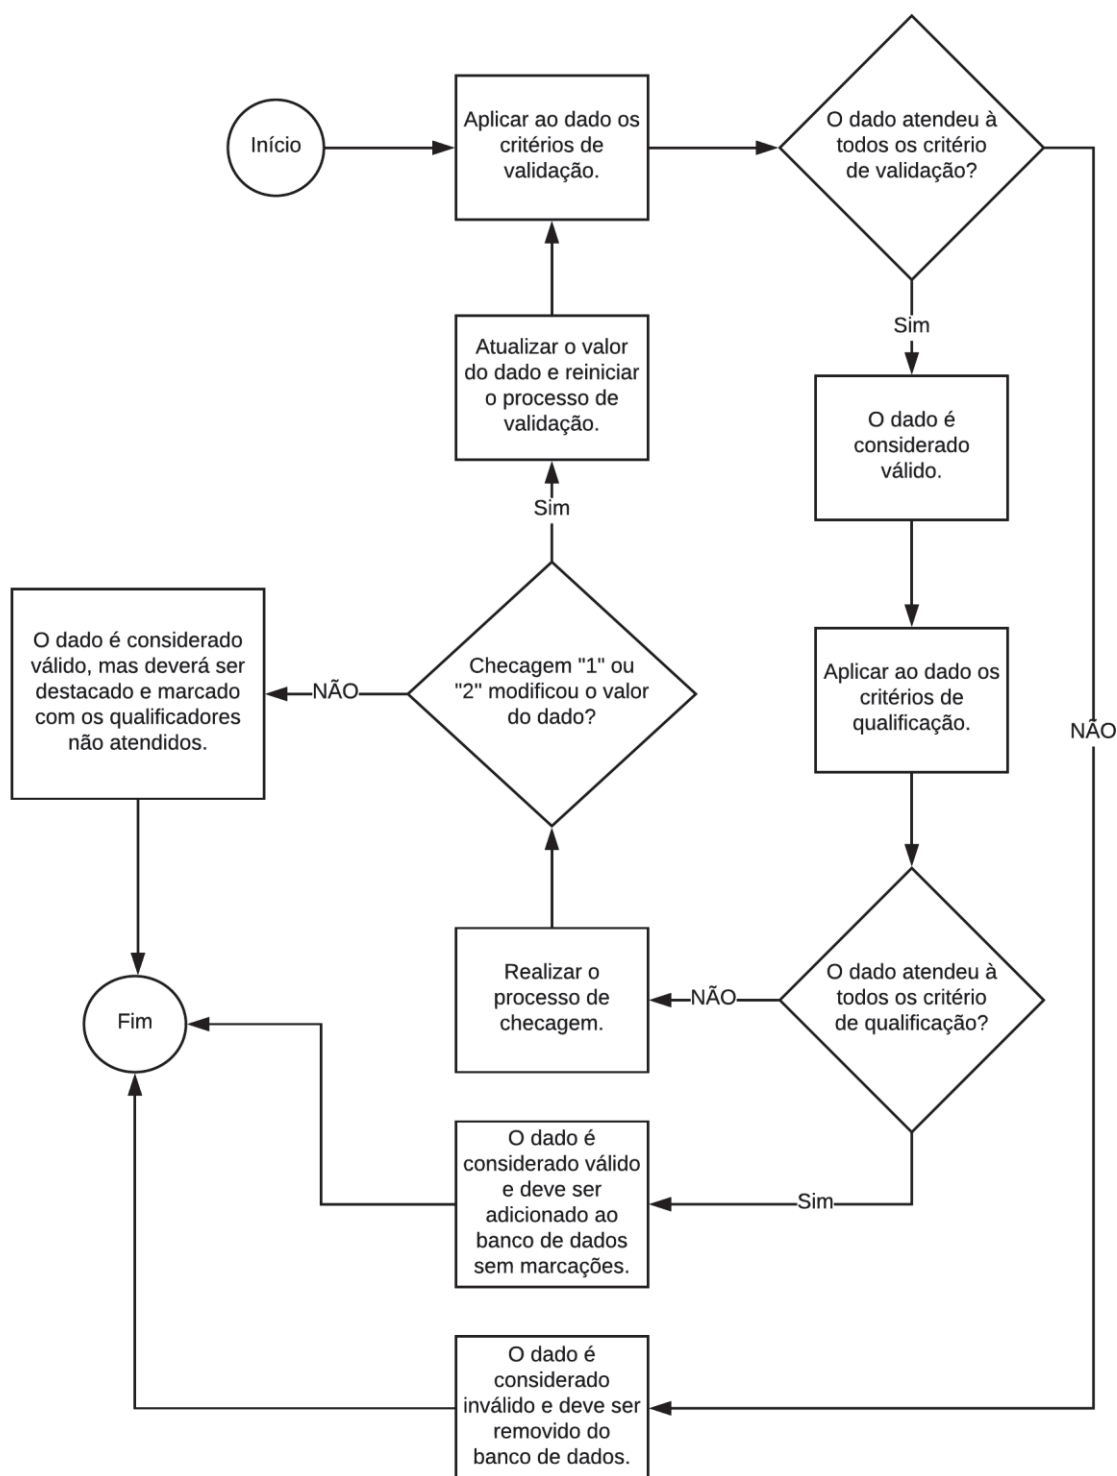 Início
Aplicar ao dado os
critérios de
validação.
O dado atendeu à
todos os critério
de validação?
Sim
NÃO
O dado é
considerado
válido.
Aplicar ao dado os
critérios de
qualificação.
O dado atendeu à
todos os critério
de qualificação?
NÃO
Realizar o
processo de
checagem.
Checagem "1" ou
"2" modificou o valor
do dado?
Sim
Atualizar o valor
do dado e reiniciar
o processo de
validação.
NÃO
O dado é considerado
válido, mas deverá ser
destacado e marcado
com os qualificadores
não atendidos.
Sim
O dado é
considerado válido
e deve ser
adicionado ao
banco de dados
sem marcações.
O dado é
considerado
inválido e deve ser
removido do
banco de dados.
Fim